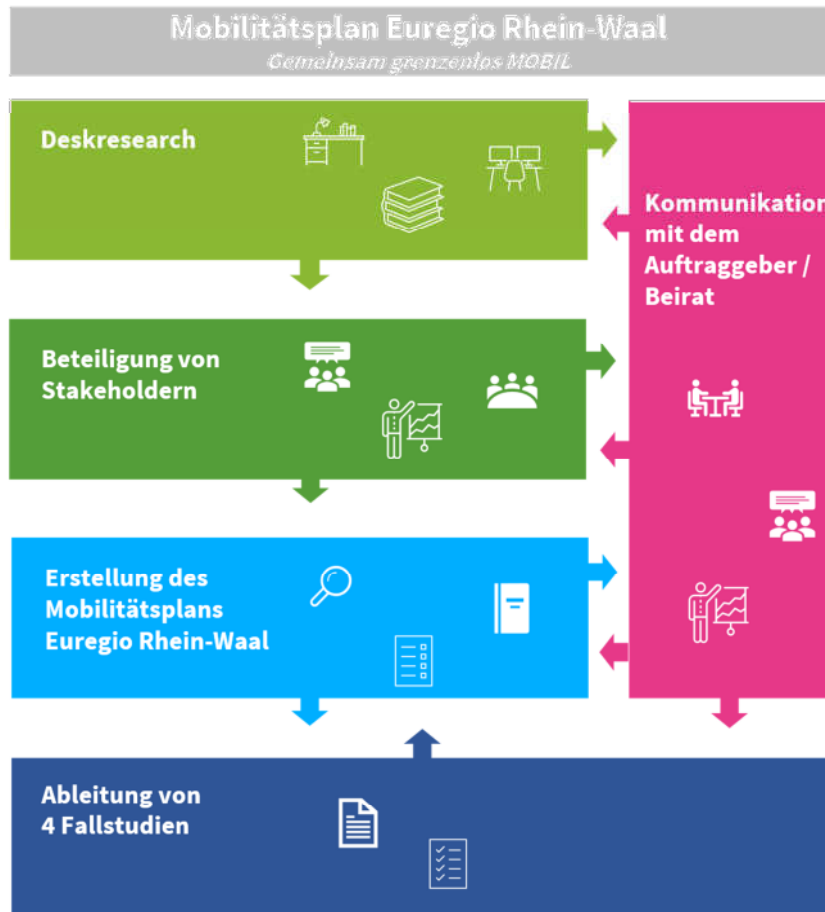 Mobilitätsplan Euregio Rhein-Waal
Gemeinsam grenzenlos MOBIL
Deskresearch
Kommunikation
mit dem
Auftraggeber /
Beirat
Beteiligung von
Stakeholdern
Erstellung des
Mobilitätsplans
Euregio Rhein-Waal
Ableitung von
4 Fallstudien